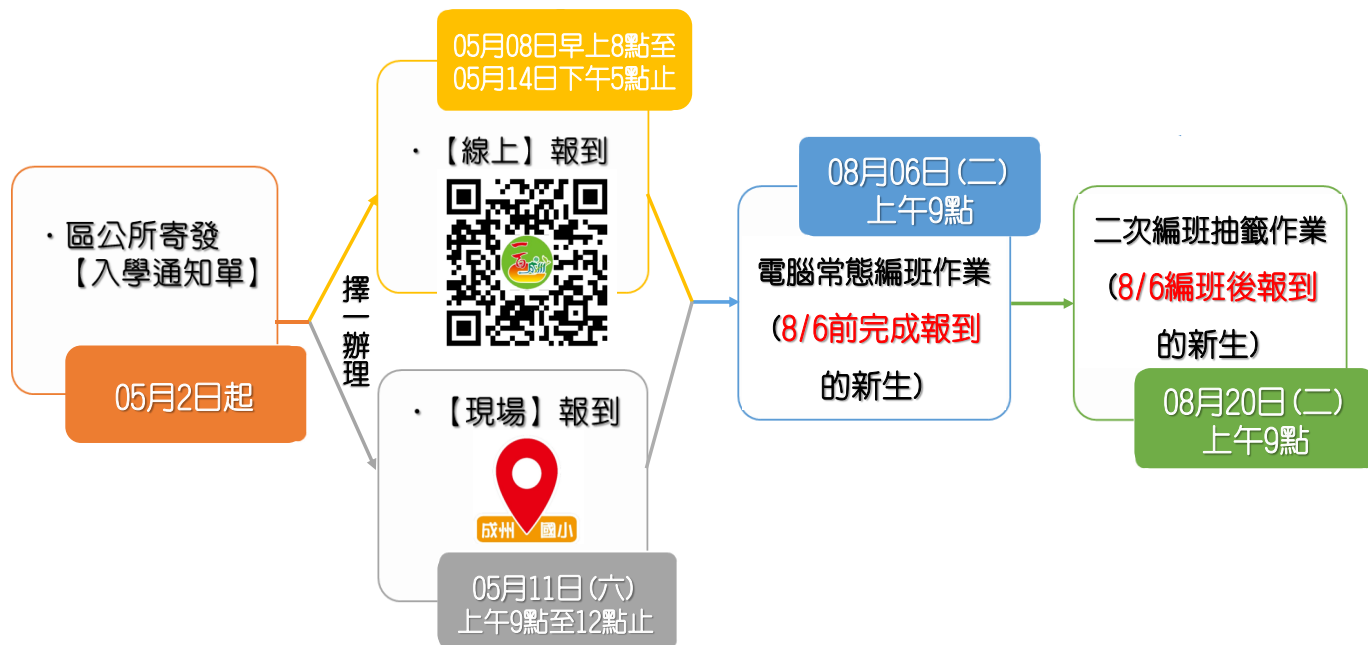 ・區公所寄發
【入學通知單】
05月2日起
擇一辦理
05月08日早上8點至
05月14日下午5點止
・【線上】報到
・【現場】報到
成州 國小
05月11日(六)
上午9點至12點止
08月06日(二)
上午9點
電腦常態編班作業
(8/6前完成報到
的新生)
二次編班抽籤作業
(8/6編班後報到
的新生)
08月20日(二)
上午9點